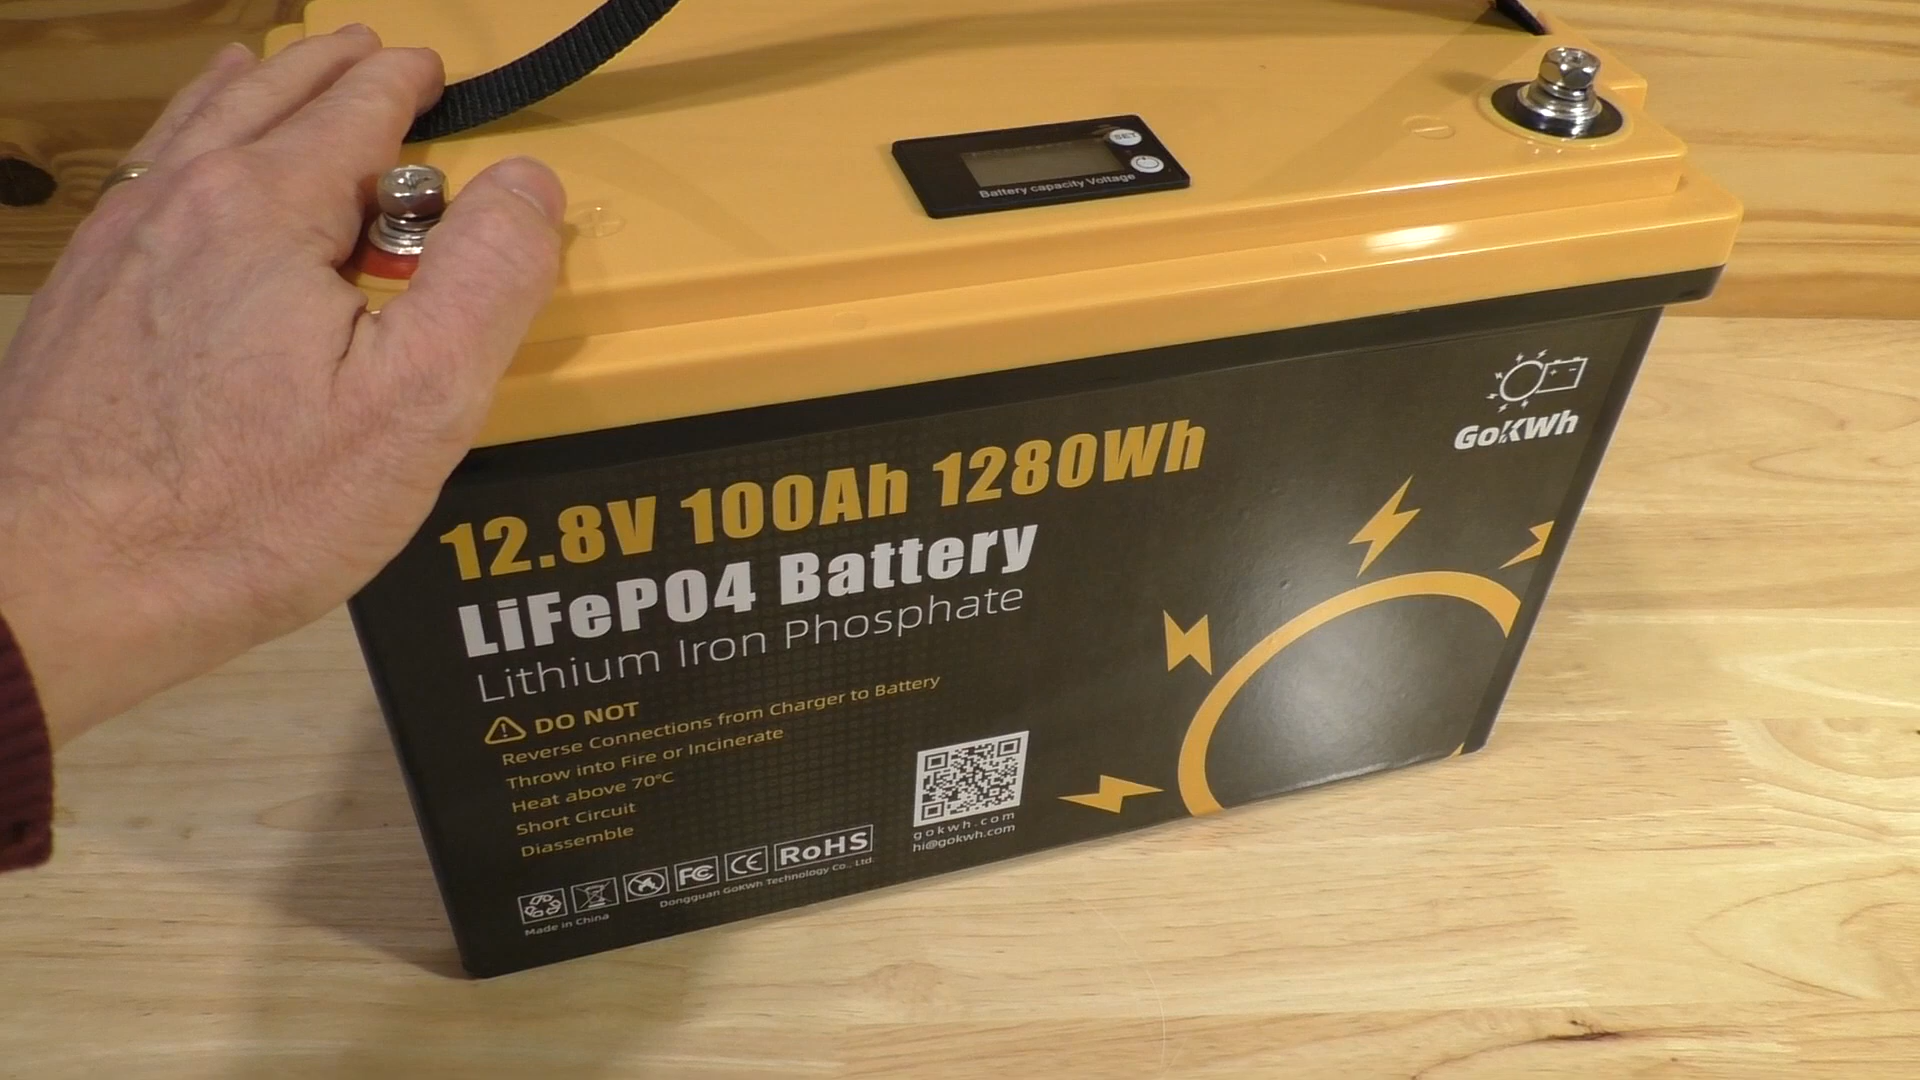 SET
Battery capacity Voltage
GoKWh
12.8V 100Ah 1280Wh
LiFePO4 Battery
Lithium Iron Phosphate
DO NOT
Reverse Connections from Charger to Battery
Throw into Fire or Incinerate
Heat above 70°C
Short Circuit
Diassemble
gokwh.com
hi@gokwh.com
FC CE RoHS
Made in China
Dongguan GoKWh Technology Co., Ltd.